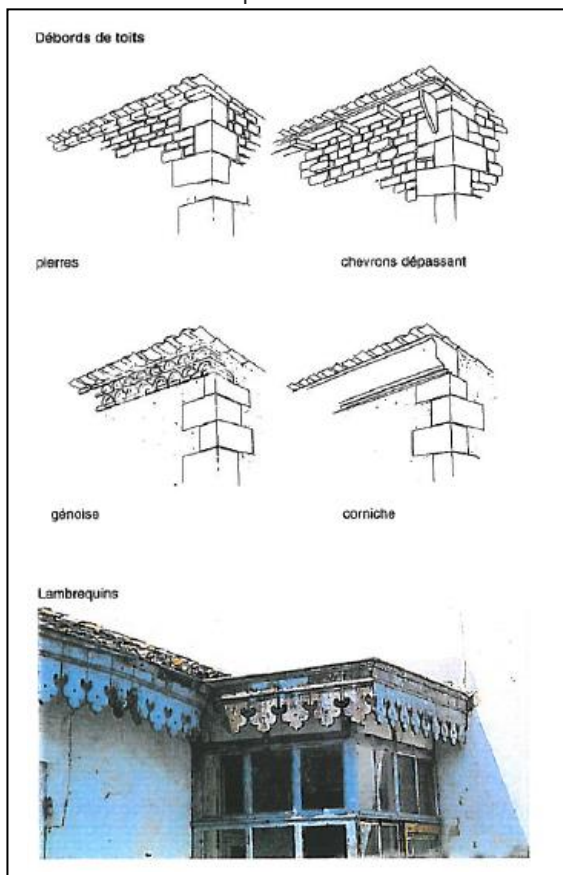 Débords de toits
pierres
chevrons dépassant
génoise
corniche
Lambrequins